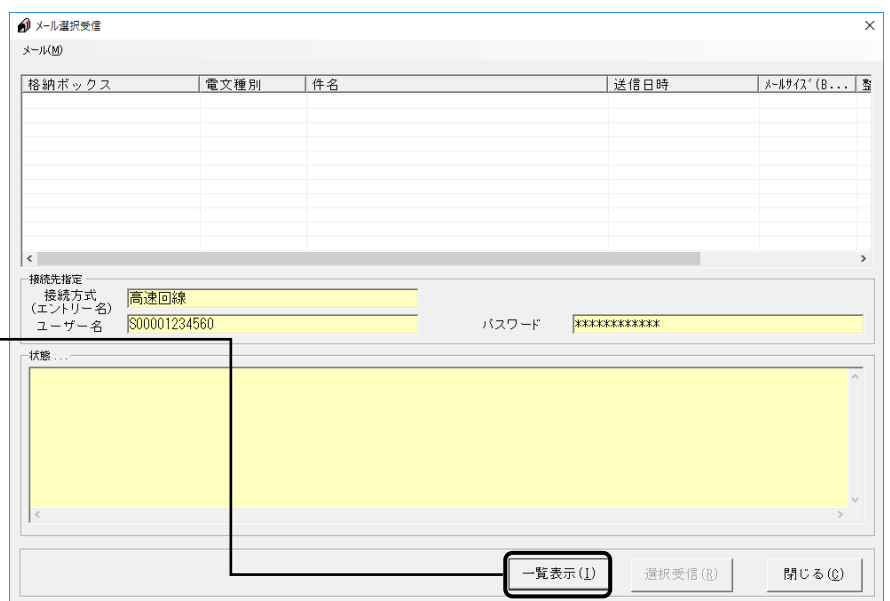 メール選択受信
メール(M)
格納ボックス 電文種別 件名 送信日時 メールサイズ(B... 整
接続先指定
接続方式
(エントリー名) 高速回線
ユーザー名 S00001234560 パスワード ************
状態 ...
一覧表示(I) 選択受信(R) 閉じる(C)